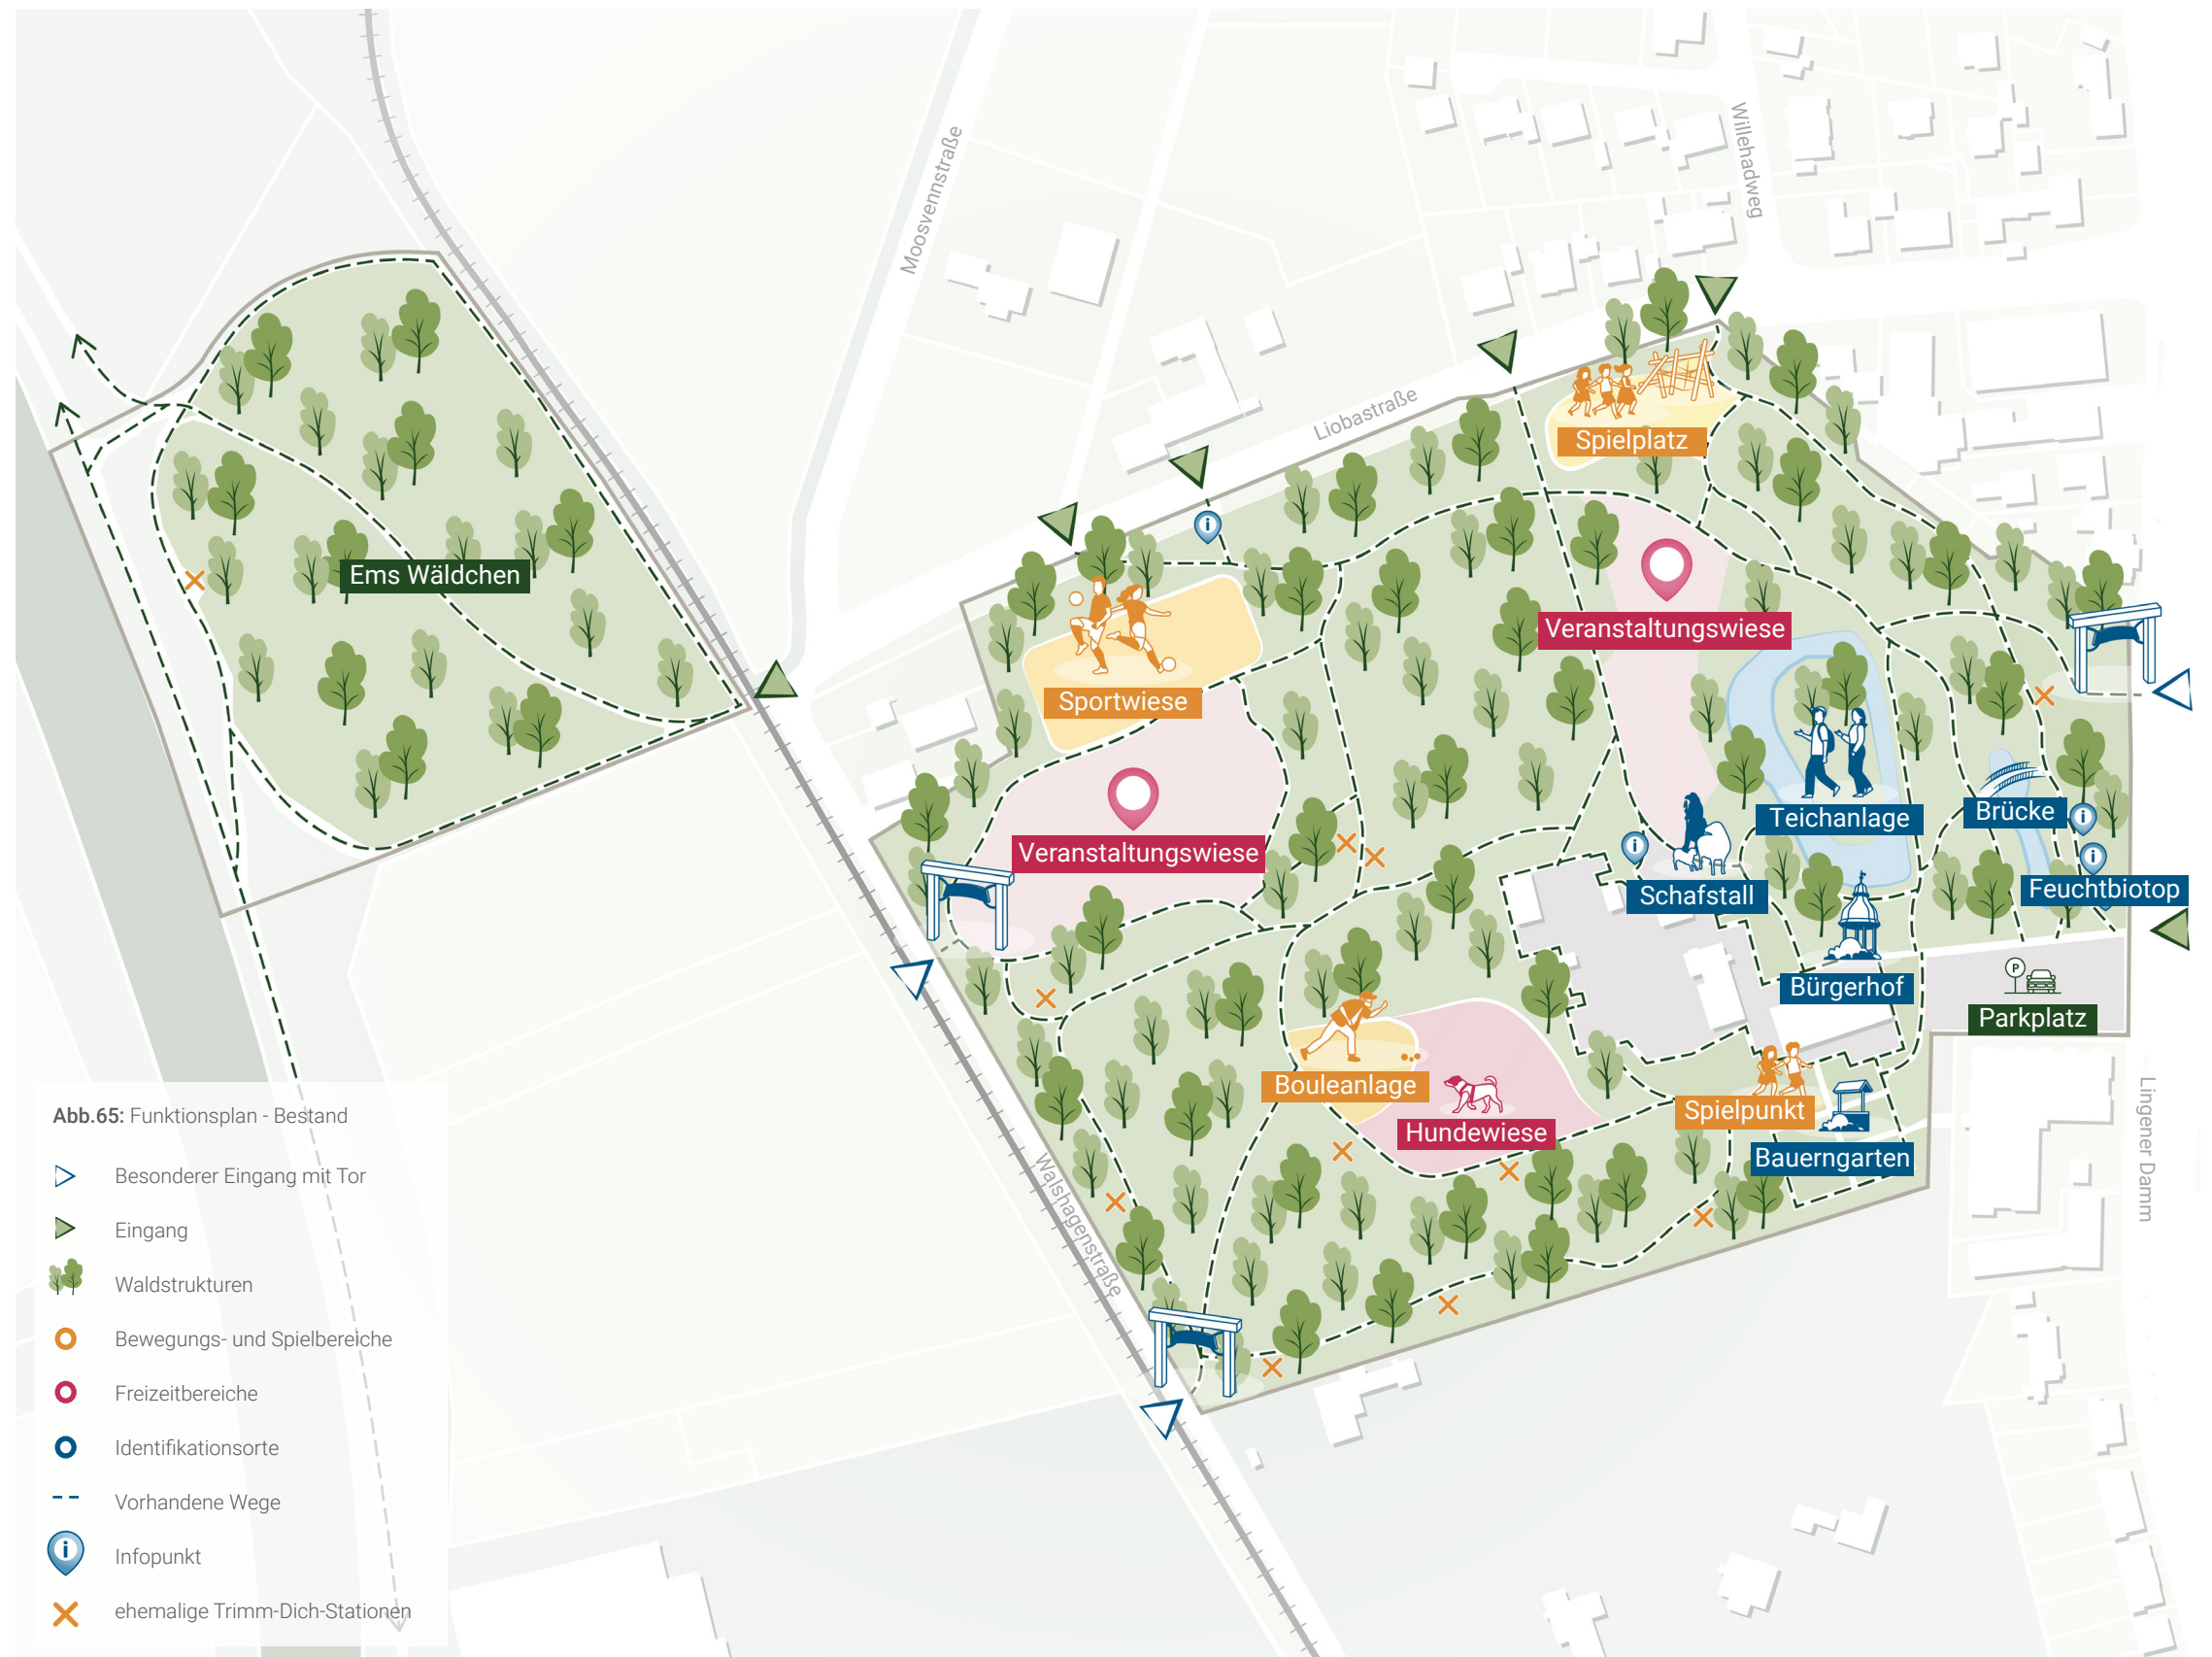 Moosvennstraße
Willehadweg
Liobastraße
Spielplatz
Ems Wäldchen
Veranstaltungswiese
Sportwiese
Teichanlage
Brücke
Veranstaltungswiese
Schafstall
Feuchtbiotop
Bürgerhof
P
Parkplatz
Bouleanlage
Spielpunkt
Hundewiese
Bauerngarten
Lingener Damm
Walshagenstraße
Abb.65: Funktionsplan - Bestand
Besonderer Eingang mit Tor
Eingang
Waldstrukturen
Bewegungs- und Spielbereiche
Freizeitbereiche
Identifikationsorte
Vorhandene Wege
i Infopunkt
ehemalige Trimm-Dich-Stationen